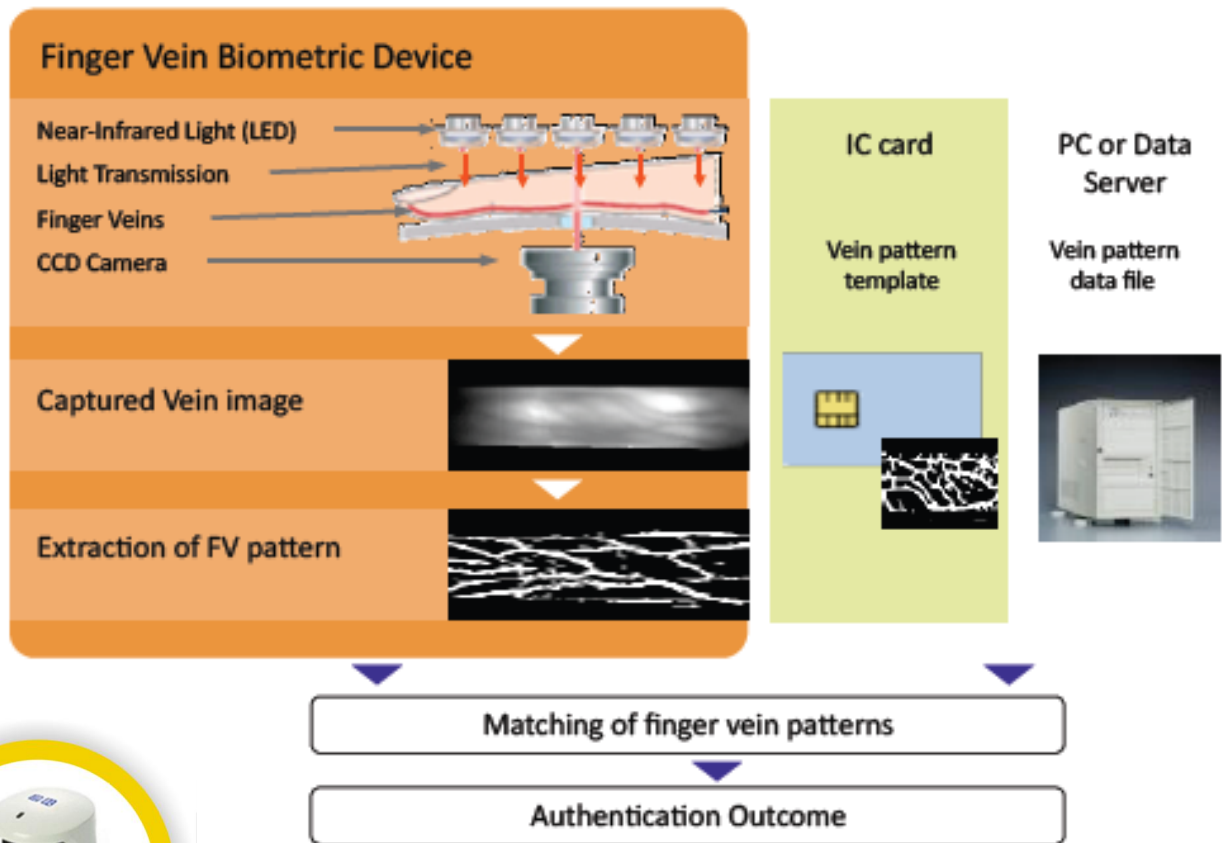 Finger Vein Biometric Device
Near-Infrared Light (LED)
Light Transmission
Finger Veins
CCD Camera
Captured Vein image
Extraction of FV pattern
IC card
Vein pattern
template
PC or Data
Server
Vein pattern
data file
Matching of finger vein patterns
Authentication Outcome